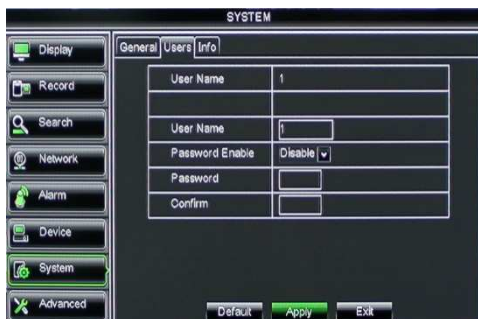 SYSTEM
Display
Record
Search
Network
Alarm
Device
System
Advanced
General Users Info
User Name 1
User Name 1
Password Enable Disable
Password
Confirm
Default Apply Exit